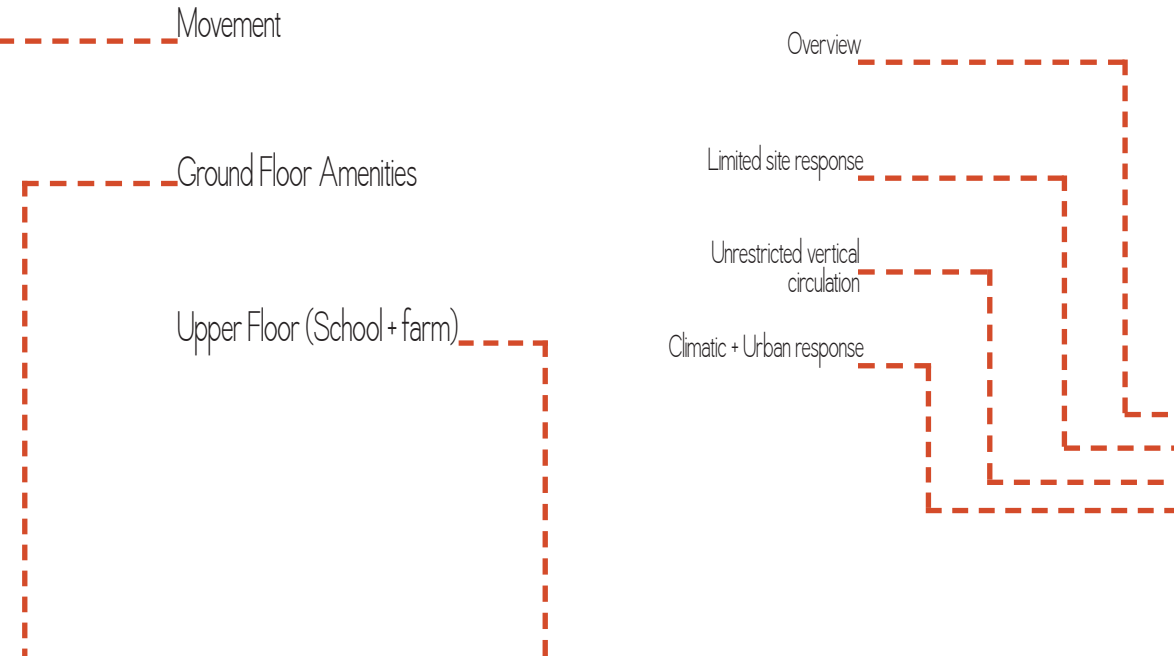 Movement
Ground Floor Amenities
Upper Floor (School + farm)
Overview
Limited site response
Unrestricted vertical
circulation
Climatic + Urban response